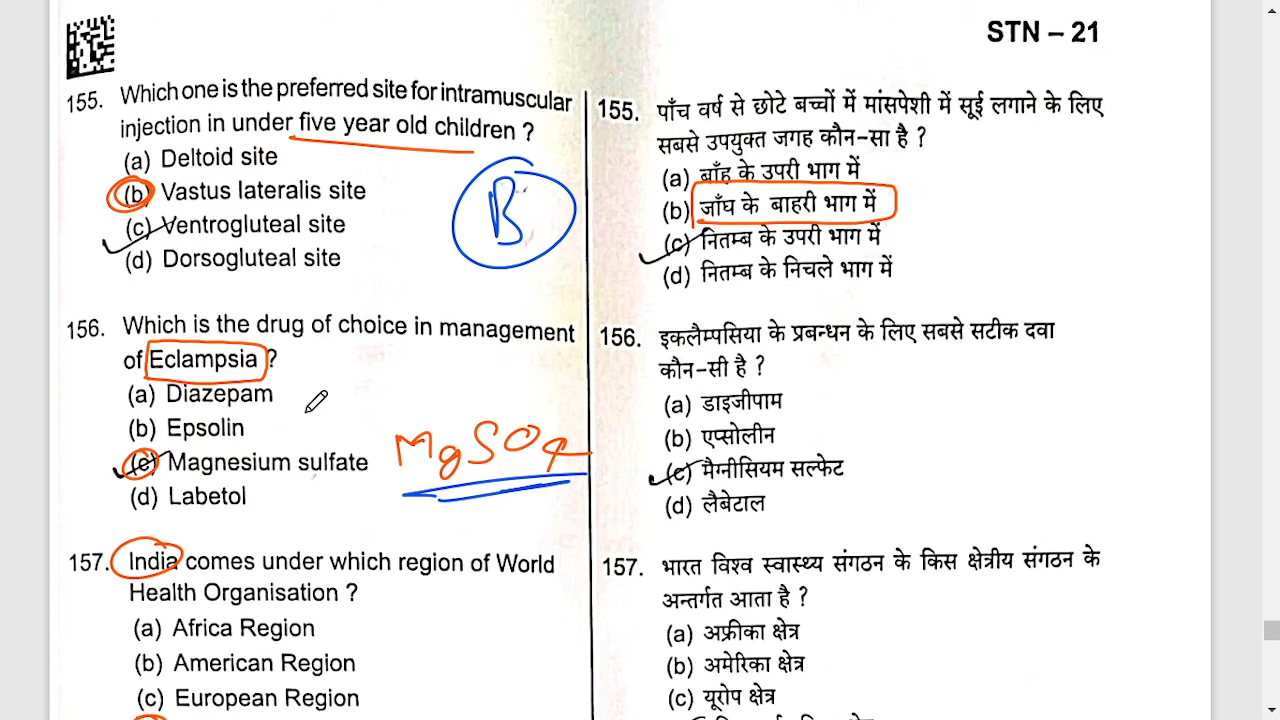 STN – 21
155. Which one is the preferred site for intramuscular
injection in under five year old children ?
(a) Deltoid site
(b) Vastus lateralis site
(c) Ventrogluteal site
(d) Dorsogluteal site
B
156. Which is the drug of choice in management
of Eclampsia ?
(a) Diazepam
(b) Epsolin
(c) Magnesium sulfate
(d) Labetol
MgSO4
157. India comes under which region of World
Health Organisation ?
(a) Africa Region
(b) American Region
(c) European Region
155. पाँच वर्ष से छोटे बच्चों में मांसपेशी में सूई लगाने के लिए
सबसे उपयुक्त जगह कौन-सा है ?
(a) बाँह के उपरी भाग में
(b) जाँघ के बाहरी भाग में
(c) नितम्ब के उपरी भाग में
(d) नितम्ब के निचले भाग में
156. इकलैम्पसिया के प्रबन्धन के लिए सबसे सटीक दवा
कौन-सी है ?
(a) डाइजीपाम
(b) एप्सोलीन
(c) मैग्नीसियम सल्फेट
(d) लैबेटाल
157. भारत विश्व स्वास्थ्य संगठन के किस क्षेत्रीय संगठन के
अन्तर्गत आता है ?
(a) अफ्रीका क्षेत्र
(b) अमेरिका क्षेत्र
(c) यूरोप क्षेत्र